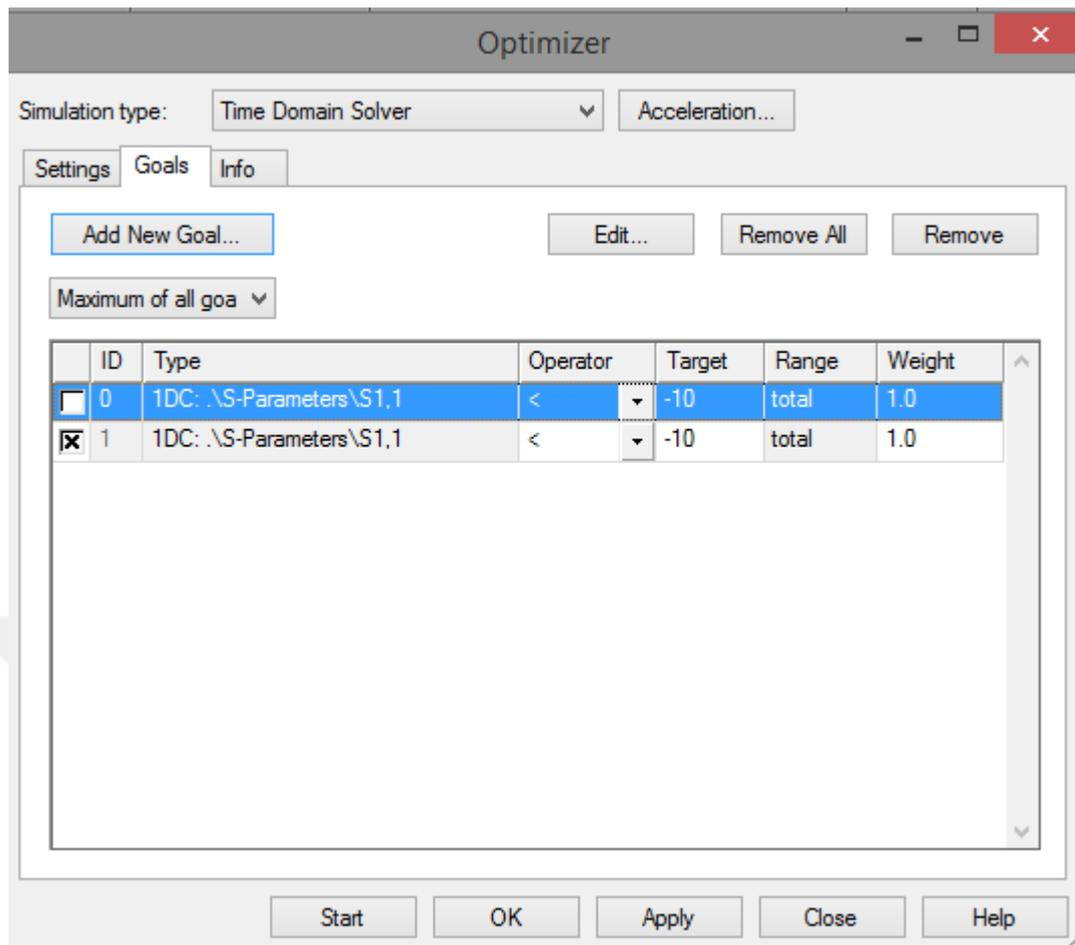 Optimizer
Simulation type: Time Domain Solver Acceleration...
Settings Goals Info
Add New Goal... Edit... Remove All Remove
Maximum of all goa
ID Type Operator Target Range Weight
0 1DC: .\S-Parameters\S1,1 < -10 total 1.0
1 1DC: .\S-Parameters\S1,1 < -10 total 1.0
Start OK Apply Close Help